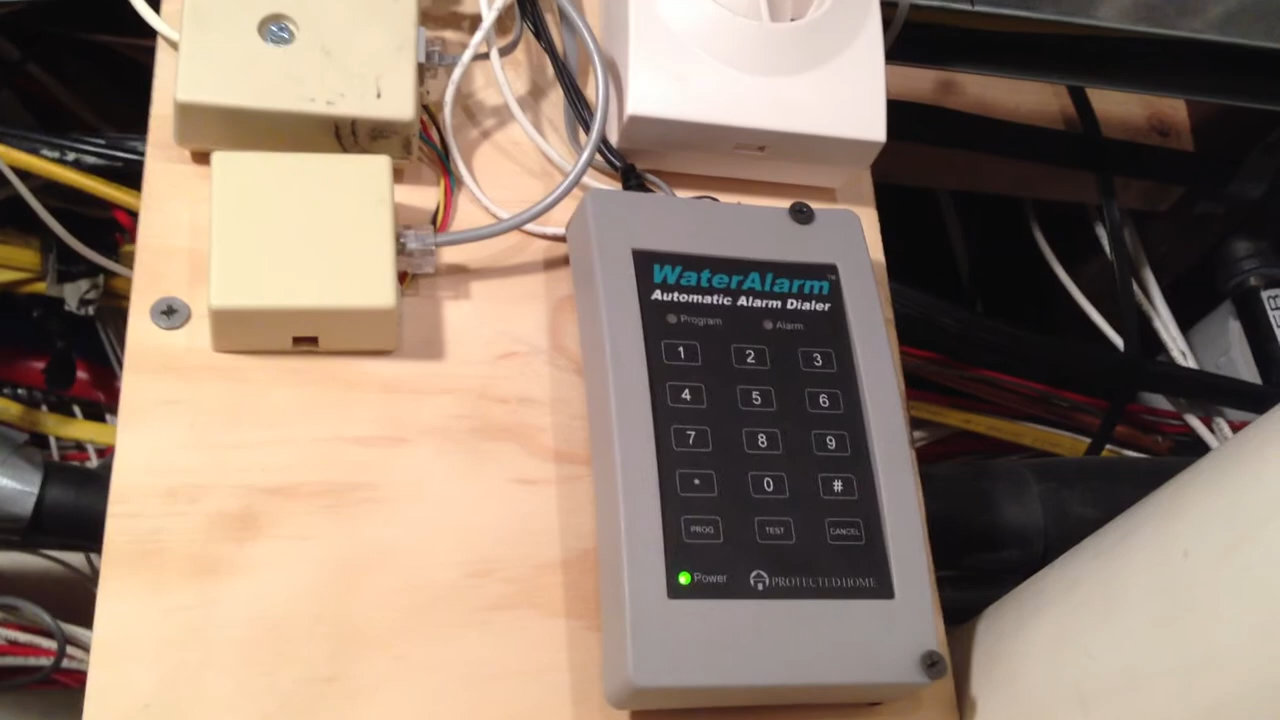 WaterAlarm™
Automatic Alarm Dialer
Program Alarm
1 2 3
4 5 6
7 8 9
* 0 #
PROG TEST CANCEL
Power PROTECTED HOME